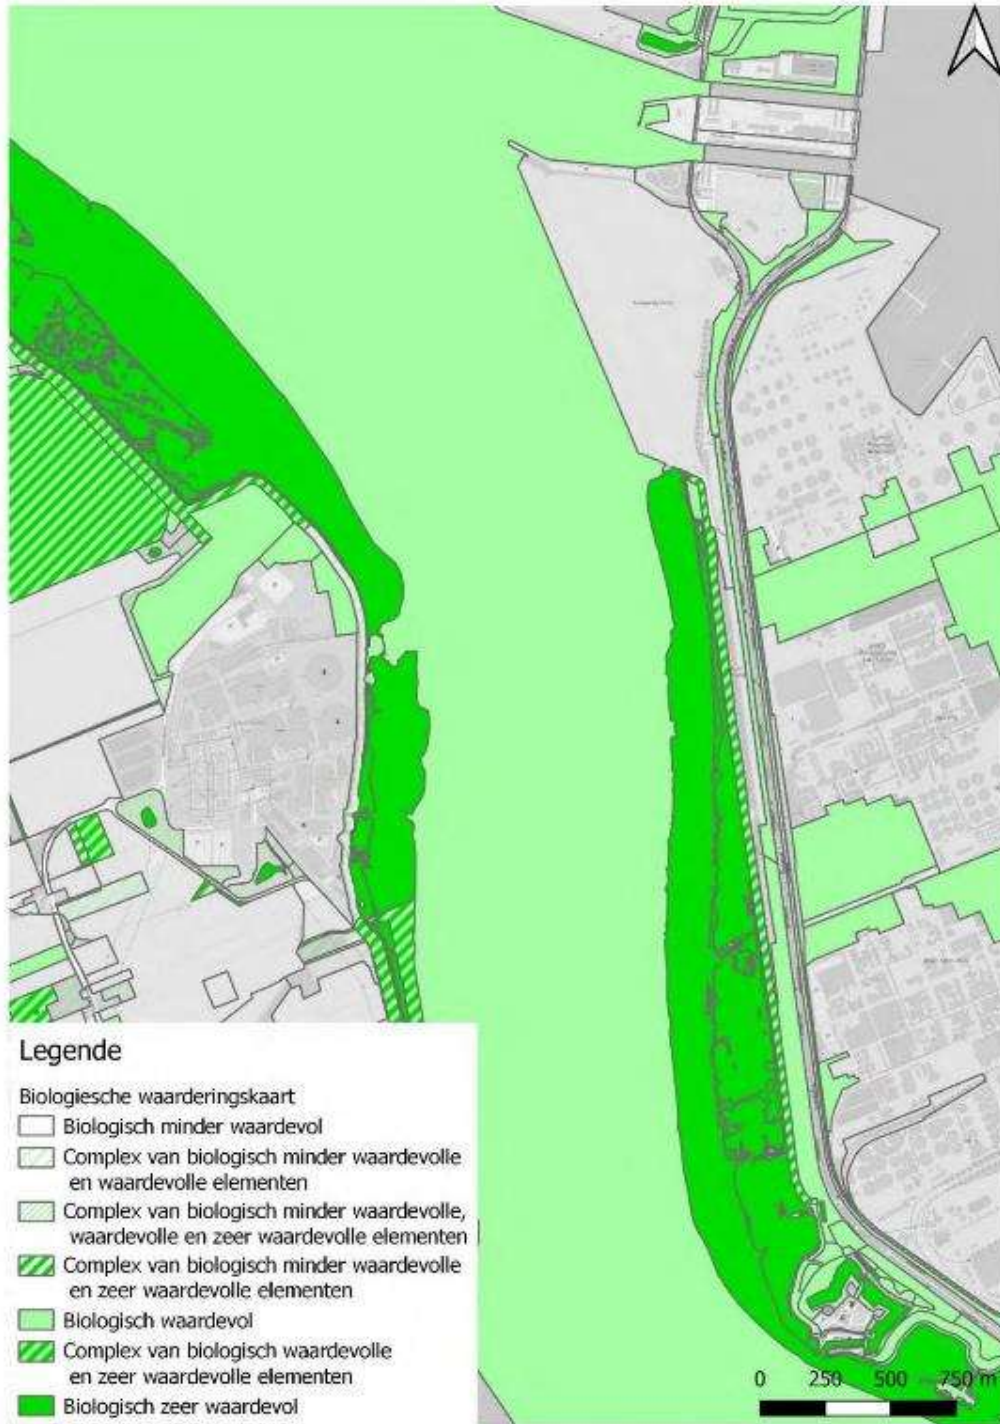 Legende
Biologiesche waarderingskaart
Biologisch minder waardevol
Complex van biologisch minder waardevolle
en waardevolle elementen
Complex van biologisch minder waardevolle,
waardevolle en zeer waardevolle elementen
Complex van biologisch minder waardevolle
en zeer waardevolle elementen
Biologisch waardevol
Complex van biologisch waardevolle
en zeer waardevolle elementen
Biologisch zeer waardevol
0 250 500 750 m